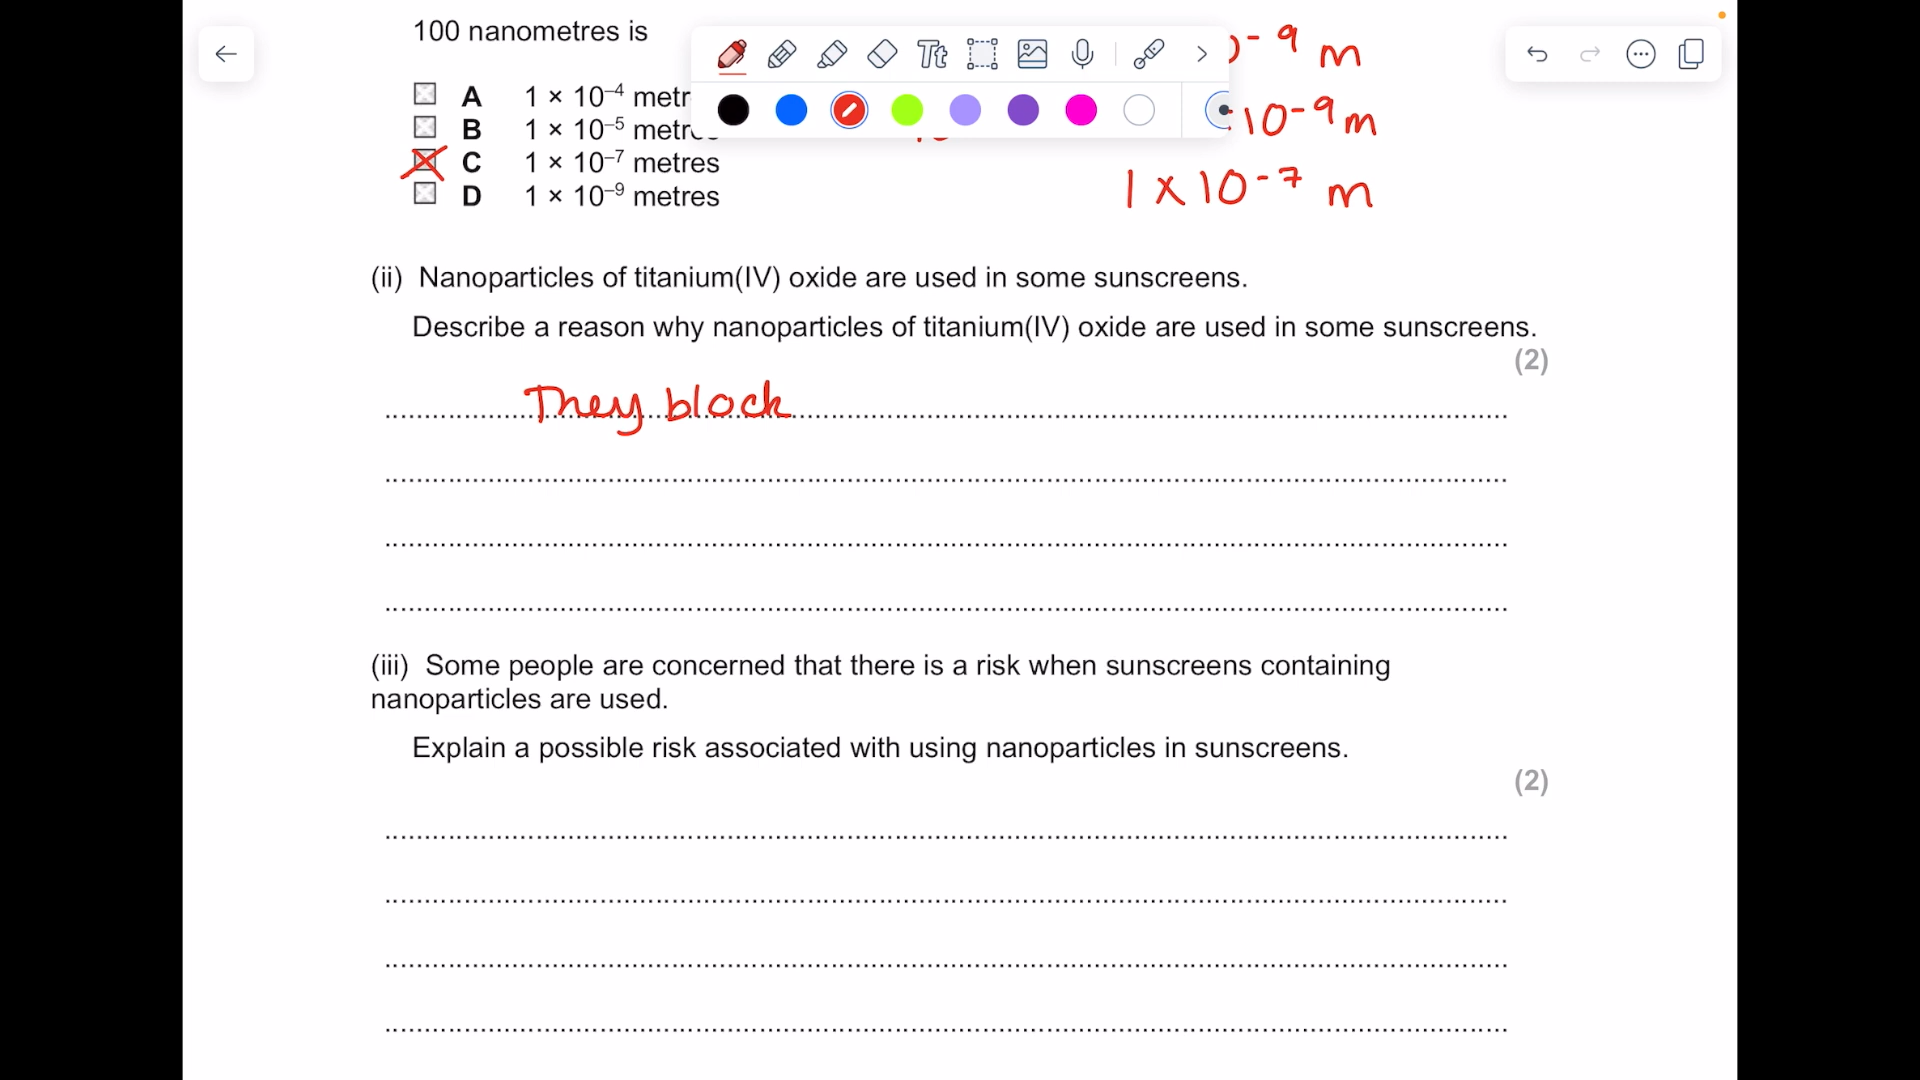 100 nanometres is
0⁻⁹ m
A 1 × 10⁻⁴ metr
B 1 × 10⁻⁵ metr
10⁻⁹ m
C 1 × 10⁻⁷ metres
D 1 × 10⁻⁹ metres
1 x 10⁻⁷ m
Tt
(ii) Nanoparticles of titanium(IV) oxide are used in some sunscreens.
Describe a reason why nanoparticles of titanium(IV) oxide are used in some sunscreens.
(2)
They block
(iii) Some people are concerned that there is a risk when sunscreens containing
nanoparticles are used.
Explain a possible risk associated with using nanoparticles in sunscreens.
(2)